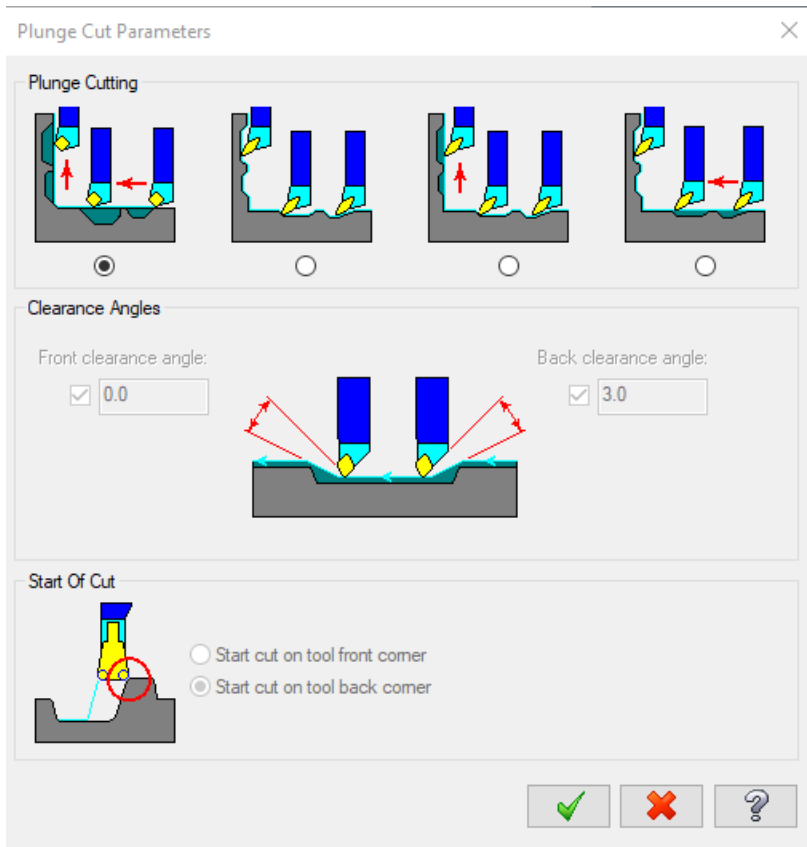 Plunge Cut Parameters
Plunge Cutting
Clearance Angles
Front clearance angle:
0.0
Back clearance angle:
3.0
Start Of Cut
Start cut on tool front corner
Start cut on tool back corner